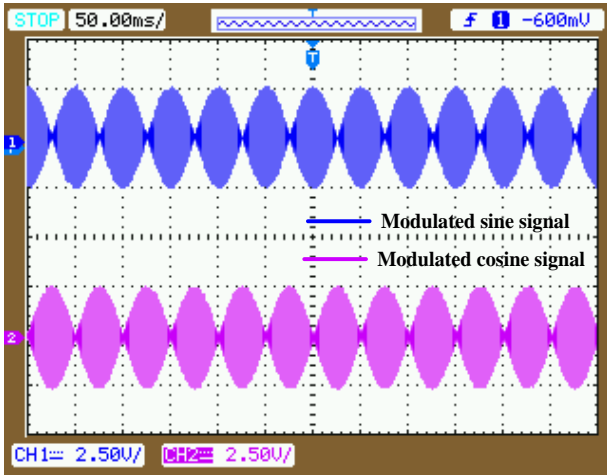 STOP 50.00ms/ 1 -600mV
T
T
1
Modulated sine signal
Modulated cosine signal
2
CH1 2.50V/ CH2 2.50V/